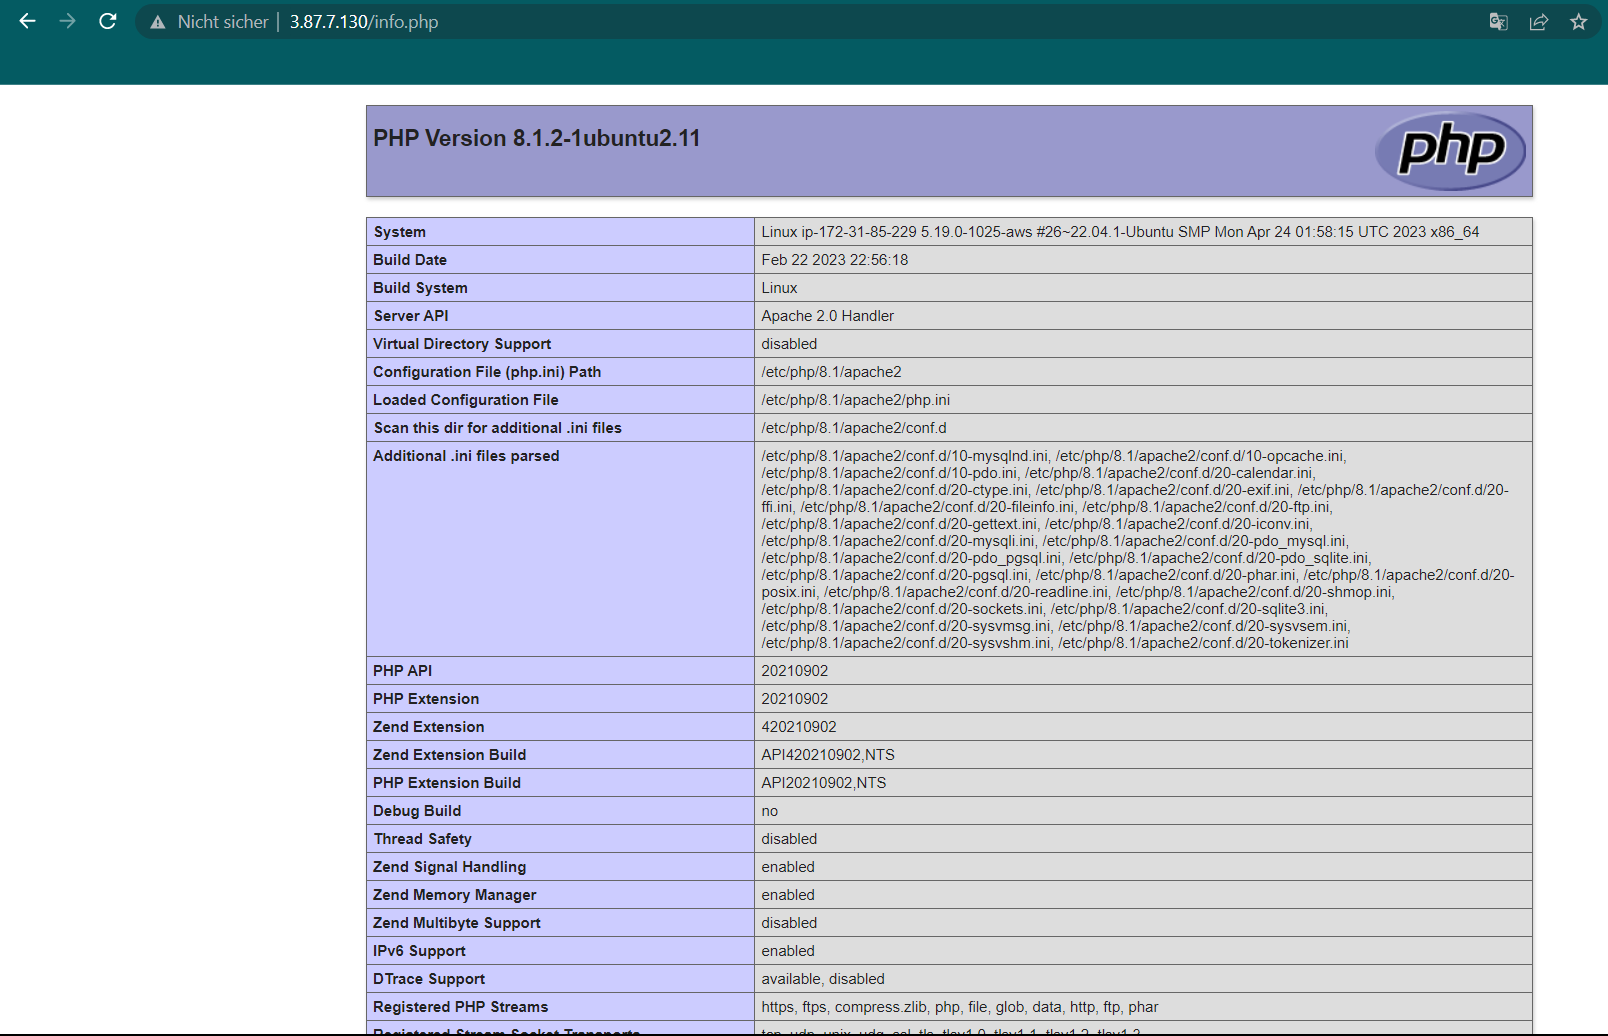 Nicht sicher | 3.87.7.130/info.php
PHP Version 8.1.2-1ubuntu2.11
php
System Linux ip-172-31-85-229 5.19.0-1025-aws #26~22.04.1-Ubuntu SMP Mon Apr 24 01:58:15 UTC 2023 x86_64
Build Date Feb 22 2023 22:56:18
Build System Linux
Server API Apache 2.0 Handler
Virtual Directory Support disabled
Configuration File (php.ini) Path /etc/php/8.1/apache2
Loaded Configuration File /etc/php/8.1/apache2/php.ini
Scan this dir for additional .ini files /etc/php/8.1/apache2/conf.d
Additional .ini files parsed /etc/php/8.1/apache2/conf.d/10-mysqlnd.ini, /etc/php/8.1/apache2/conf.d/10-opcache.ini,
/etc/php/8.1/apache2/conf.d/10-pdo.ini, /etc/php/8.1/apache2/conf.d/20-calendar.ini,
/etc/php/8.1/apache2/conf.d/20-ctype.ini, /etc/php/8.1/apache2/conf.d/20-exif.ini, /etc/php/8.1/apache2/conf.d/20-
ffi.ini, /etc/php/8.1/apache2/conf.d/20-fileinfo.ini, /etc/php/8.1/apache2/conf.d/20-ftp.ini,
/etc/php/8.1/apache2/conf.d/20-gettext.ini, /etc/php/8.1/apache2/conf.d/20-iconv.ini,
/etc/php/8.1/apache2/conf.d/20-mysqli.ini, /etc/php/8.1/apache2/conf.d/20-pdo_mysql.ini,
/etc/php/8.1/apache2/conf.d/20-pdo_pgsql.ini, /etc/php/8.1/apache2/conf.d/20-pdo_sqlite.ini,
/etc/php/8.1/apache2/conf.d/20-pgsql.ini, /etc/php/8.1/apache2/conf.d/20-phar.ini, /etc/php/8.1/apache2/conf.d/20-
posix.ini, /etc/php/8.1/apache2/conf.d/20-readline.ini, /etc/php/8.1/apache2/conf.d/20-shmop.ini,
/etc/php/8.1/apache2/conf.d/20-sockets.ini, /etc/php/8.1/apache2/conf.d/20-sqlite3.ini,
/etc/php/8.1/apache2/conf.d/20-sysvmsg.ini, /etc/php/8.1/apache2/conf.d/20-sysvsem.ini,
/etc/php/8.1/apache2/conf.d/20-sysvshm.ini, /etc/php/8.1/apache2/conf.d/20-tokenizer.ini
PHP API 20210902
PHP Extension 20210902
Zend Extension 420210902
Zend Extension Build API420210902,NTS
PHP Extension Build API20210902,NTS
Debug Build no
Thread Safety disabled
Zend Signal Handling enabled
Zend Memory Manager enabled
Zend Multibyte Support disabled
IPv6 Support enabled
DTrace Support available, disabled
Registered PHP Streams https, ftps, compress.zlib, php, file, glob, data, http, ftp, phar